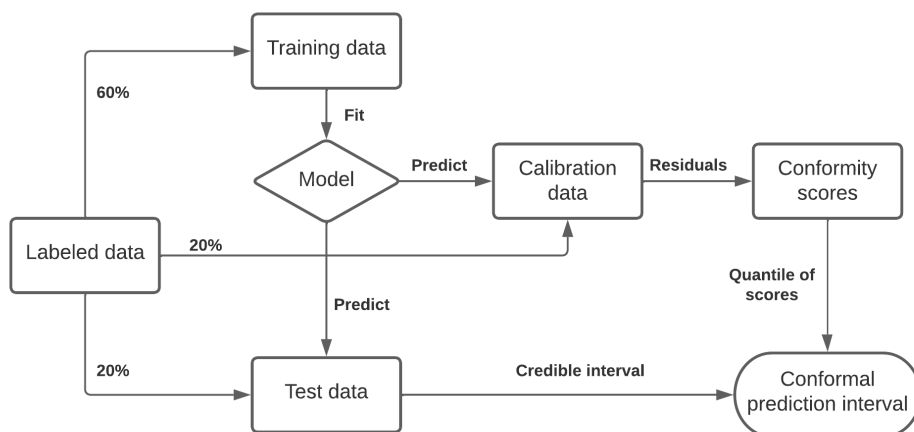 Training data
60%
Fit
Model
Predict
Calibration
data
Residuals
Conformity
scores
Labeled data
20%
Quantile of
scores
Predict
20%
Test data
Credible interval
Conformal
prediction interval